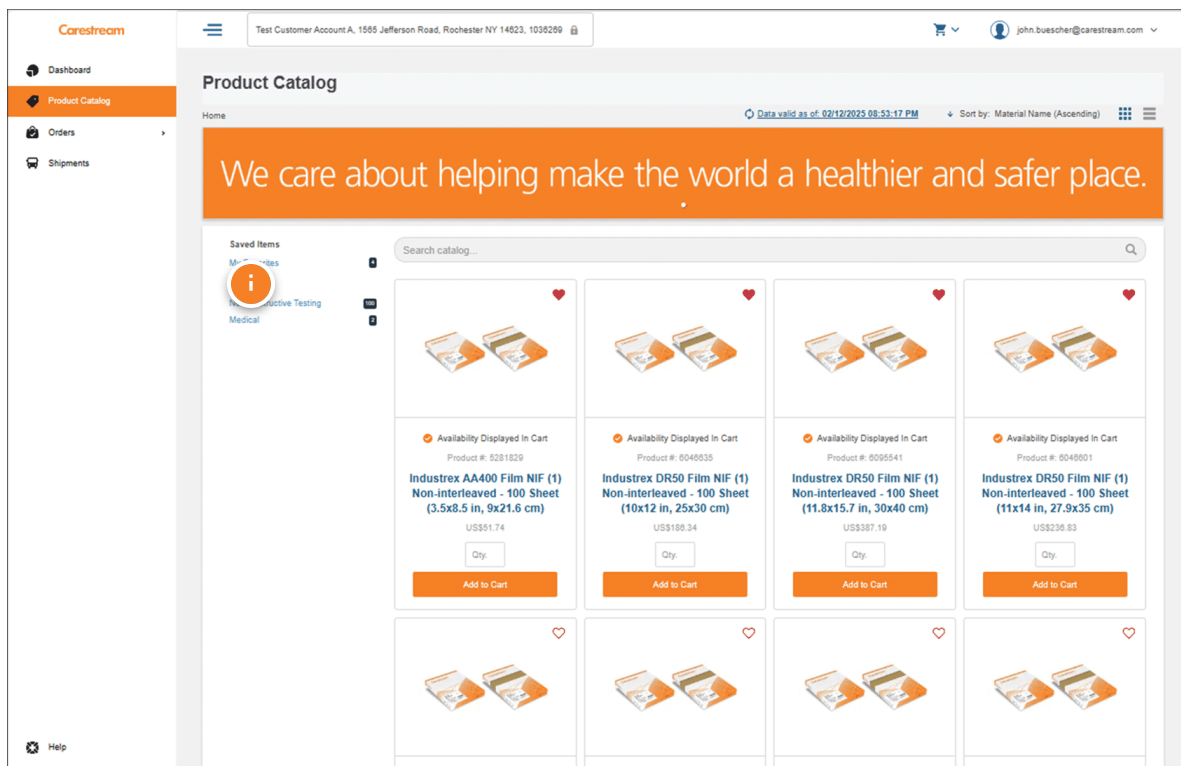 Carestream
Test Customer Account A, 1565 Jefferson Road, Rochester NY 14623, 1036269
john.buescher@carestream.com
Dashboard
Product Catalog
Orders
Shipments
Help
Product Catalog
Home
Data valid as of: 02/12/2025 08:53:17 PM
Sort by: Material Name (Ascending)
We care about helping make the world a healthier and safer place.
Saved Items
4
i
100
Medical
2
Search catalog...
Availability Displayed In Cart
Product #: 5281829
Industrex AA400 Film NIF (1)
Non-interleaved - 100 Sheet
(3.5x8.5 in, 9x21.6 cm)
US$51.74
Qty.
Add to Cart
Availability Displayed In Cart
Product #: 6046635
Industrex DR50 Film NIF (1)
Non-interleaved - 100 Sheet
(10x12 in, 25x30 cm)
US$186.34
Qty.
Add to Cart
Availability Displayed In Cart
Product #: 6095541
Industrex DR50 Film NIF (1)
Non-interleaved - 100 Sheet
(11.8x15.7 in, 30x40 cm)
US$387.19
Qty.
Add to Cart
Availability Displayed In Cart
Product #: 6046601
Industrex DR50 Film NIF (1)
Non-interleaved - 100 Sheet
(11x14 in, 27.9x35 cm)
US$236.83
Qty.
Add to Cart